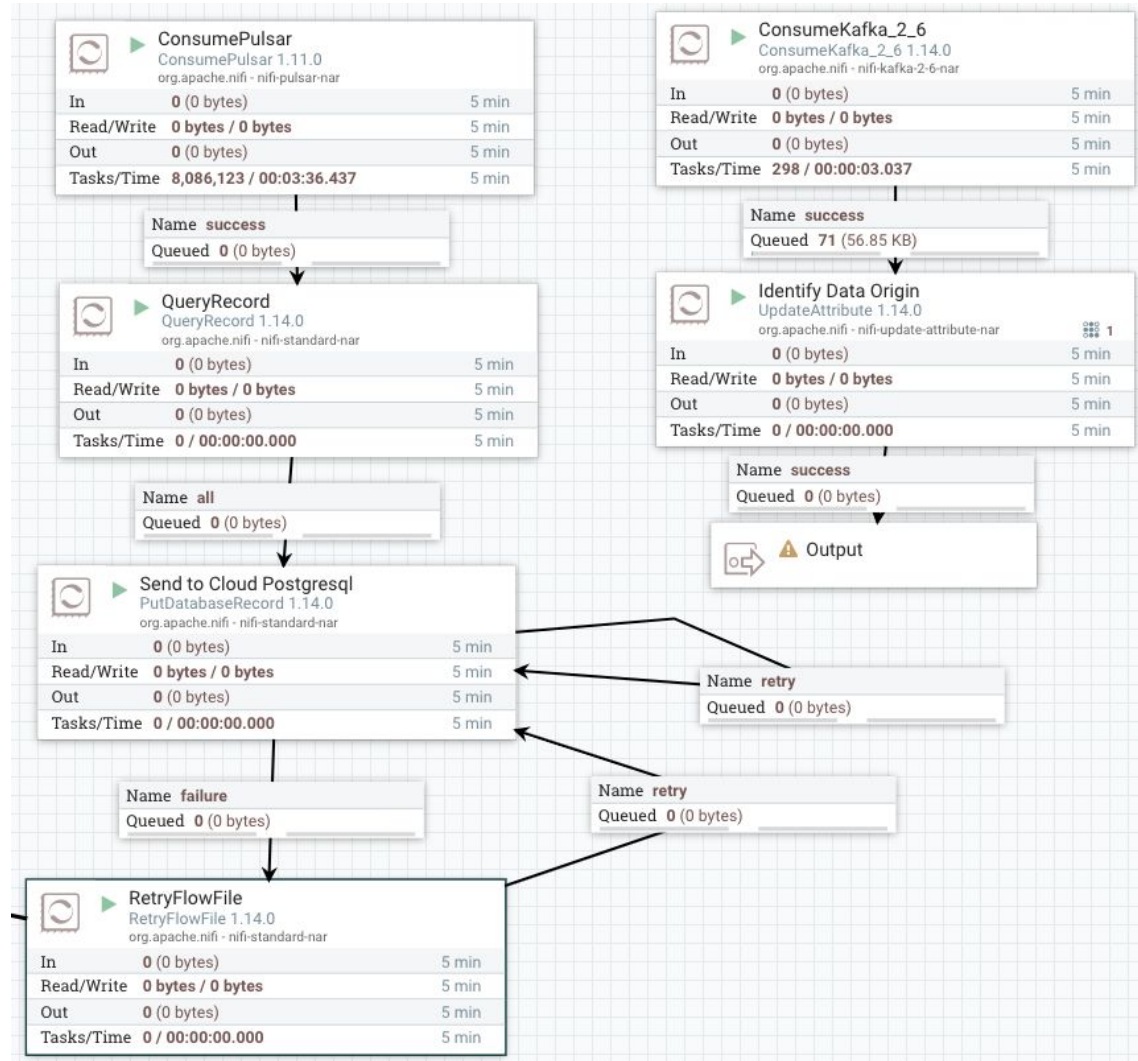 ConsumePulsar
ConsumePulsar 1.11.0
org.apache.nifi - nifi-pulsar-nar
In 0 (0 bytes) 5 min
Read/Write 0 bytes / 0 bytes 5 min
Out 0 (0 bytes) 5 min
Tasks/Time 8,086,123 / 00:03:36.437 5 min
Name success
Queued 0 (0 bytes)
QueryRecord
QueryRecord 1.14.0
org.apache.nifi - nifi-standard-nar
In 0 (0 bytes) 5 min
Read/Write 0 bytes / 0 bytes 5 min
Out 0 (0 bytes) 5 min
Tasks/Time 0 / 00:00:00.000 5 min
Name all
Queued 0 (0 bytes)
Send to Cloud Postgresql
PutDatabaseRecord 1.14.0
org.apache.nifi - nifi-standard-nar
In 0 (0 bytes) 5 min
Read/Write 0 bytes / 0 bytes 5 min
Out 0 (0 bytes) 5 min
Tasks/Time 0 / 00:00:00.000 5 min
Name retry
Queued 0 (0 bytes)
Name failure
Queued 0 (0 bytes)
Name retry
Queued 0 (0 bytes)
RetryFlowFile
RetryFlowFile 1.14.0
org.apache.nifi - nifi-standard-nar
In 0 (0 bytes) 5 min
Read/Write 0 bytes / 0 bytes 5 min
Out 0 (0 bytes) 5 min
Tasks/Time 0 / 00:00:00.000 5 min
ConsumeKafka_2_6
ConsumeKafka_2_6 1.14.0
org.apache.nifi - nifi-kafka-2-6-nar
In 0 (0 bytes) 5 min
Read/Write 0 bytes / 0 bytes 5 min
Out 0 (0 bytes) 5 min
Tasks/Time 298 / 00:00:03.037 5 min
Name success
Queued 71 (56.85 KB)
Identify Data Origin
UpdateAttribute 1.14.0
org.apache.nifi - nifi-update-attribute-nar 1
In 0 (0 bytes) 5 min
Read/Write 0 bytes / 0 bytes 5 min
Out 0 (0 bytes) 5 min
Tasks/Time 0 / 00:00:00.000 5 min
Name success
Queued 0 (0 bytes)
Output